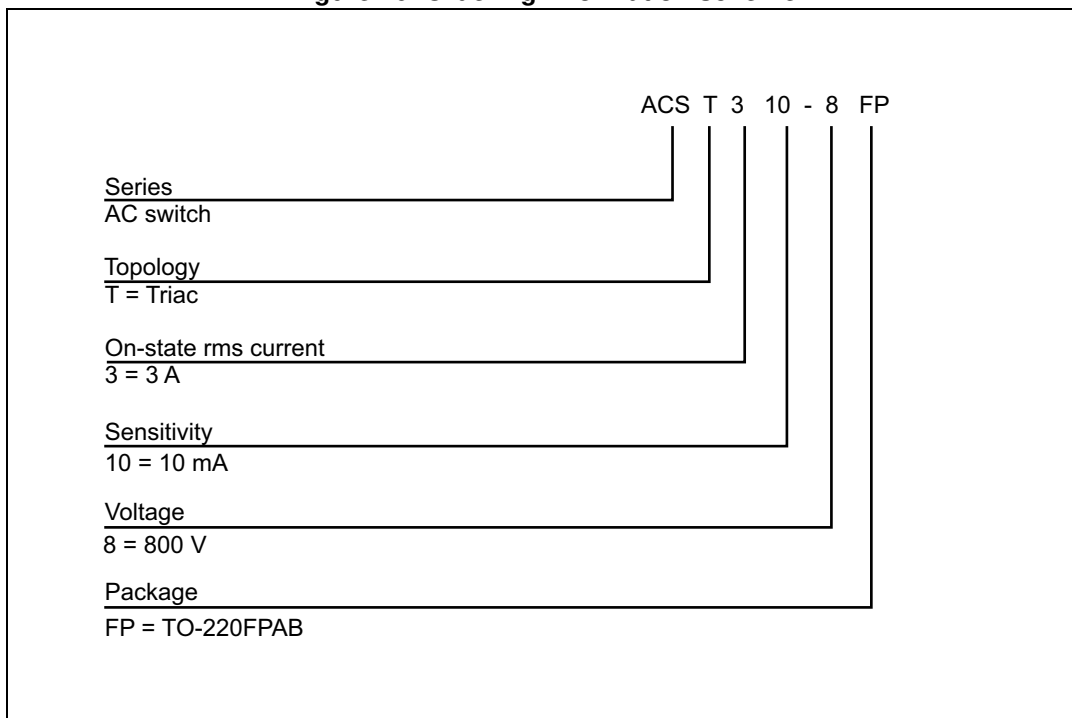 ACS T 3 10 - 8 FP
Series
AC switch
Topology
T = Triac
On-state rms current
3 = 3 A
Sensitivity
10 = 10 mA
Voltage
8 = 800 V
Package
FP = TO-220FPAB